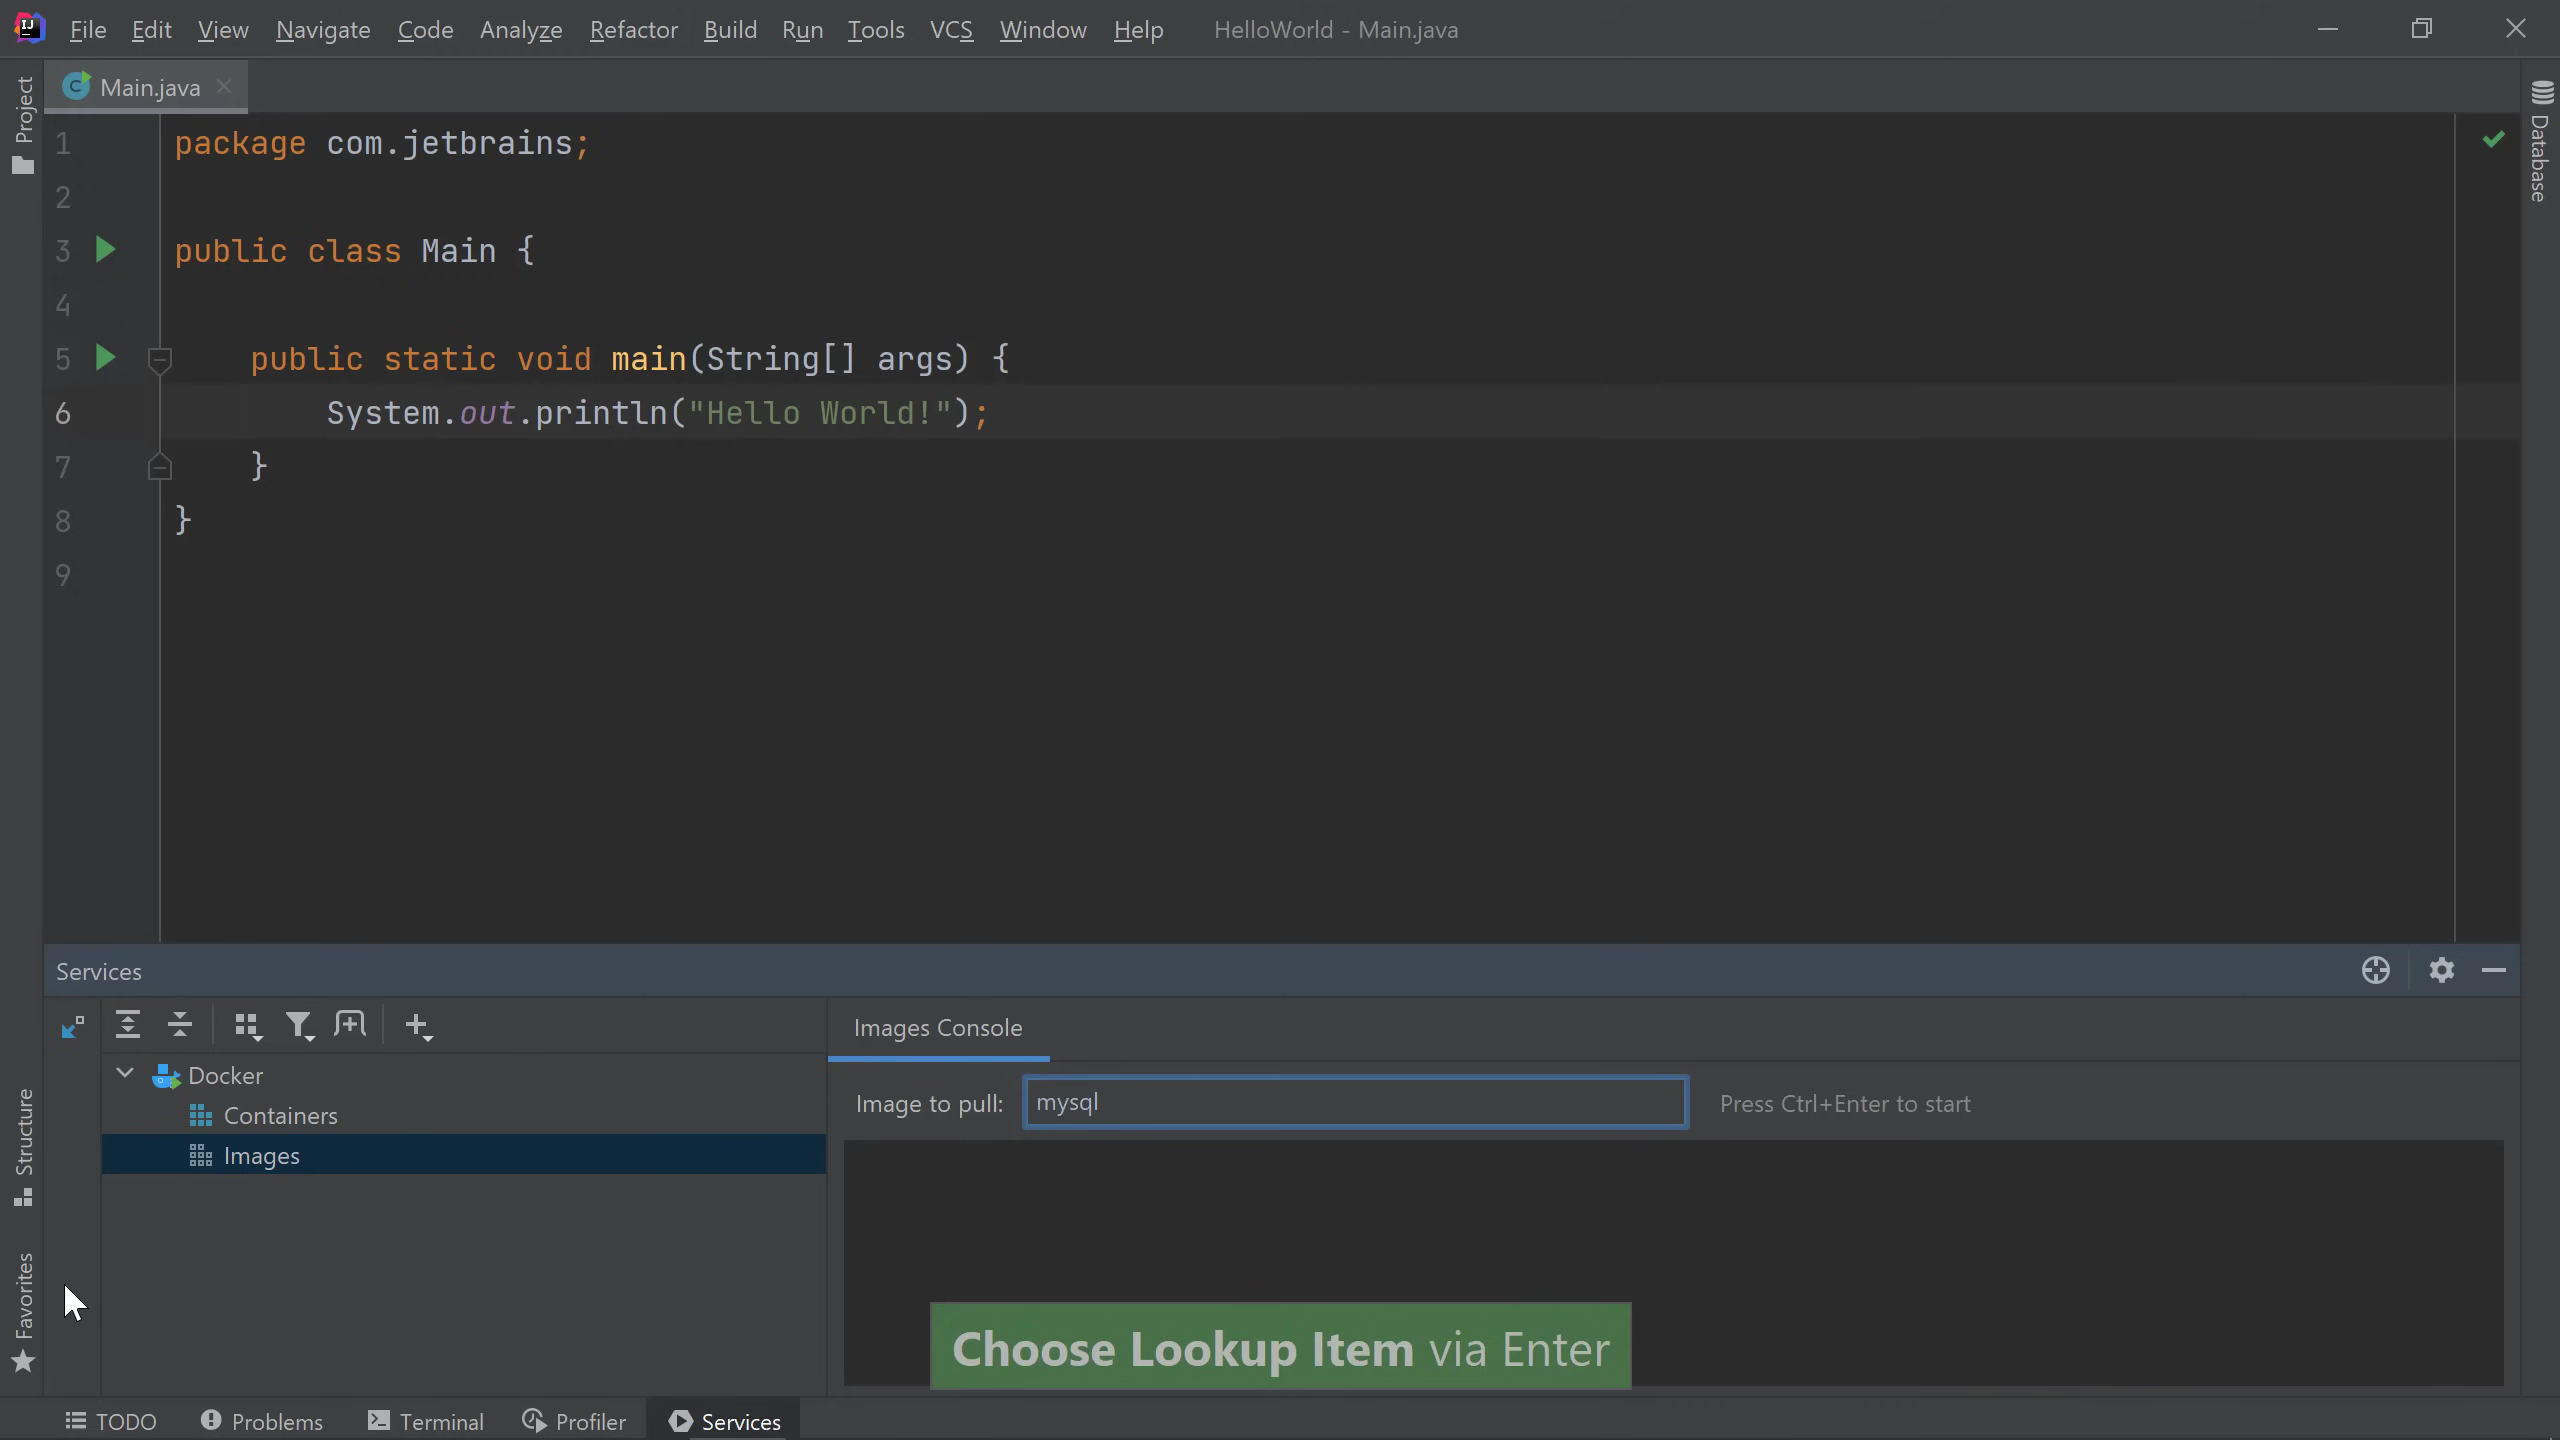 IJ File Edit View Navigate Code Analyze Refactor Build Run Tools VCS Window Help HelloWorld - Main.java
Project
C Main.java
Database
1 package com.jetbrains;
2
3 public class Main {
4
5 public static void main(String[] args) {
6 System.out.println("Hello World!");
7 }
8 }
9
Services
Images Console
Docker
Containers
Images
Image to pull: mysql Press Ctrl+Enter to start
Structure
Favorites
Choose Lookup Item via Enter
TODO Problems Terminal Profiler Services